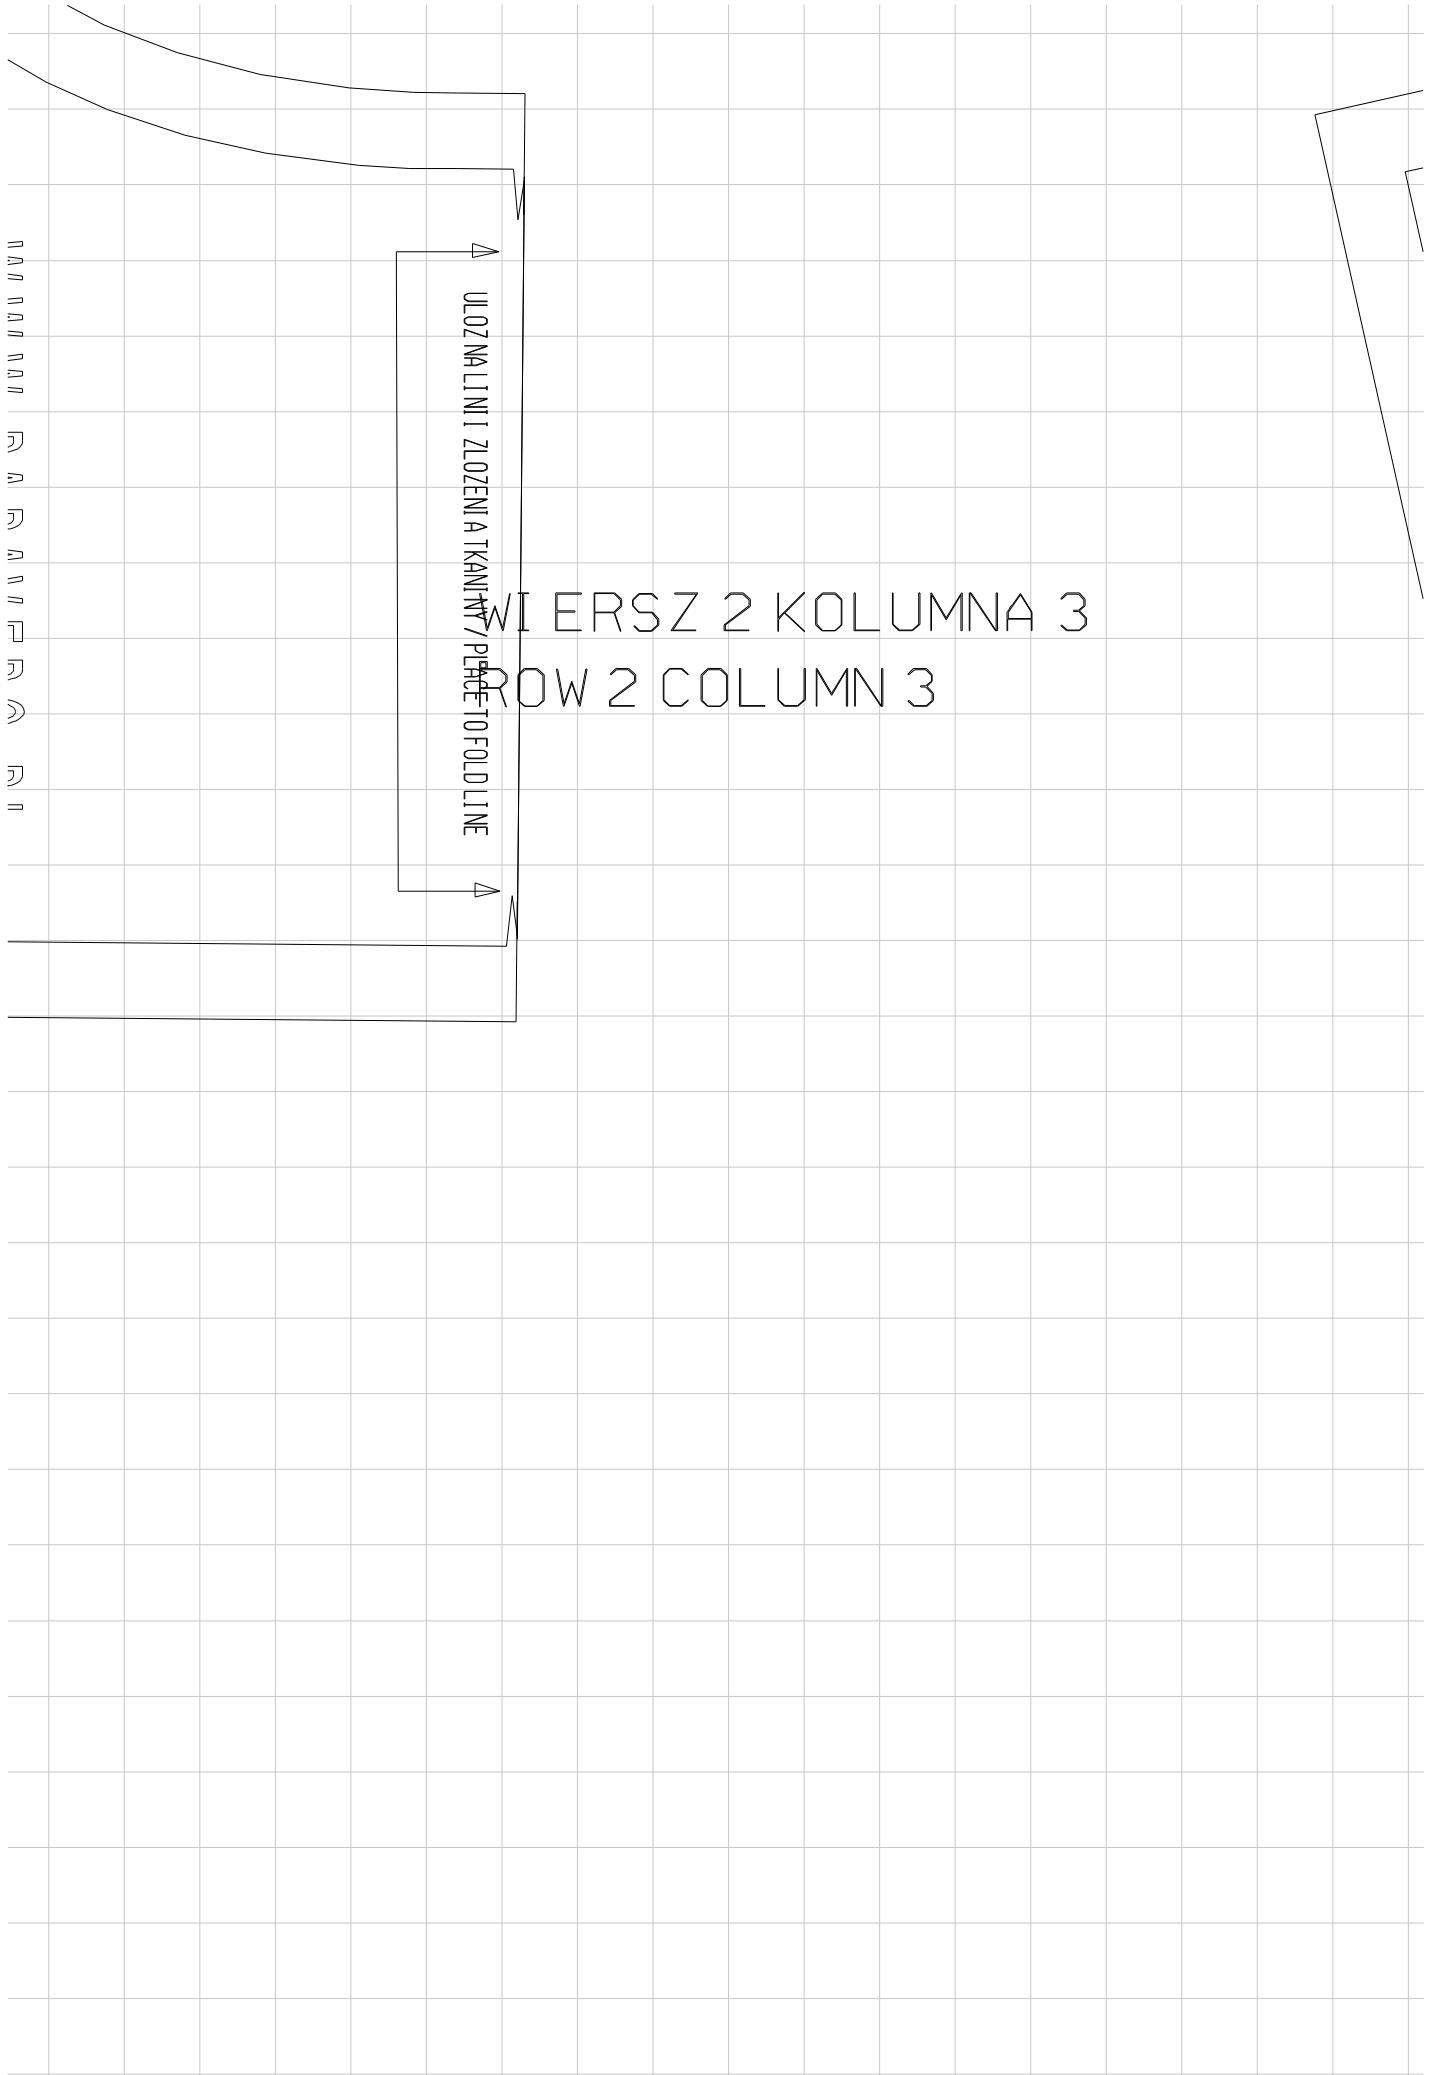 ULOZ NA LINII ZLOZENIA TKANINY/PLACE TO FOLD LINE
WIERSZ 2 KOLUMNA 3
ROW 2 COLUMN 3